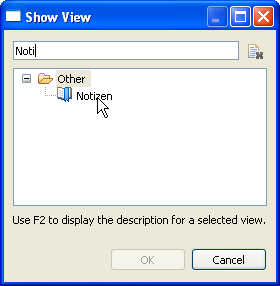 Show View
Noti
Other
Notizen
Use F2 to display the description for a selected view.
OK
Cancel